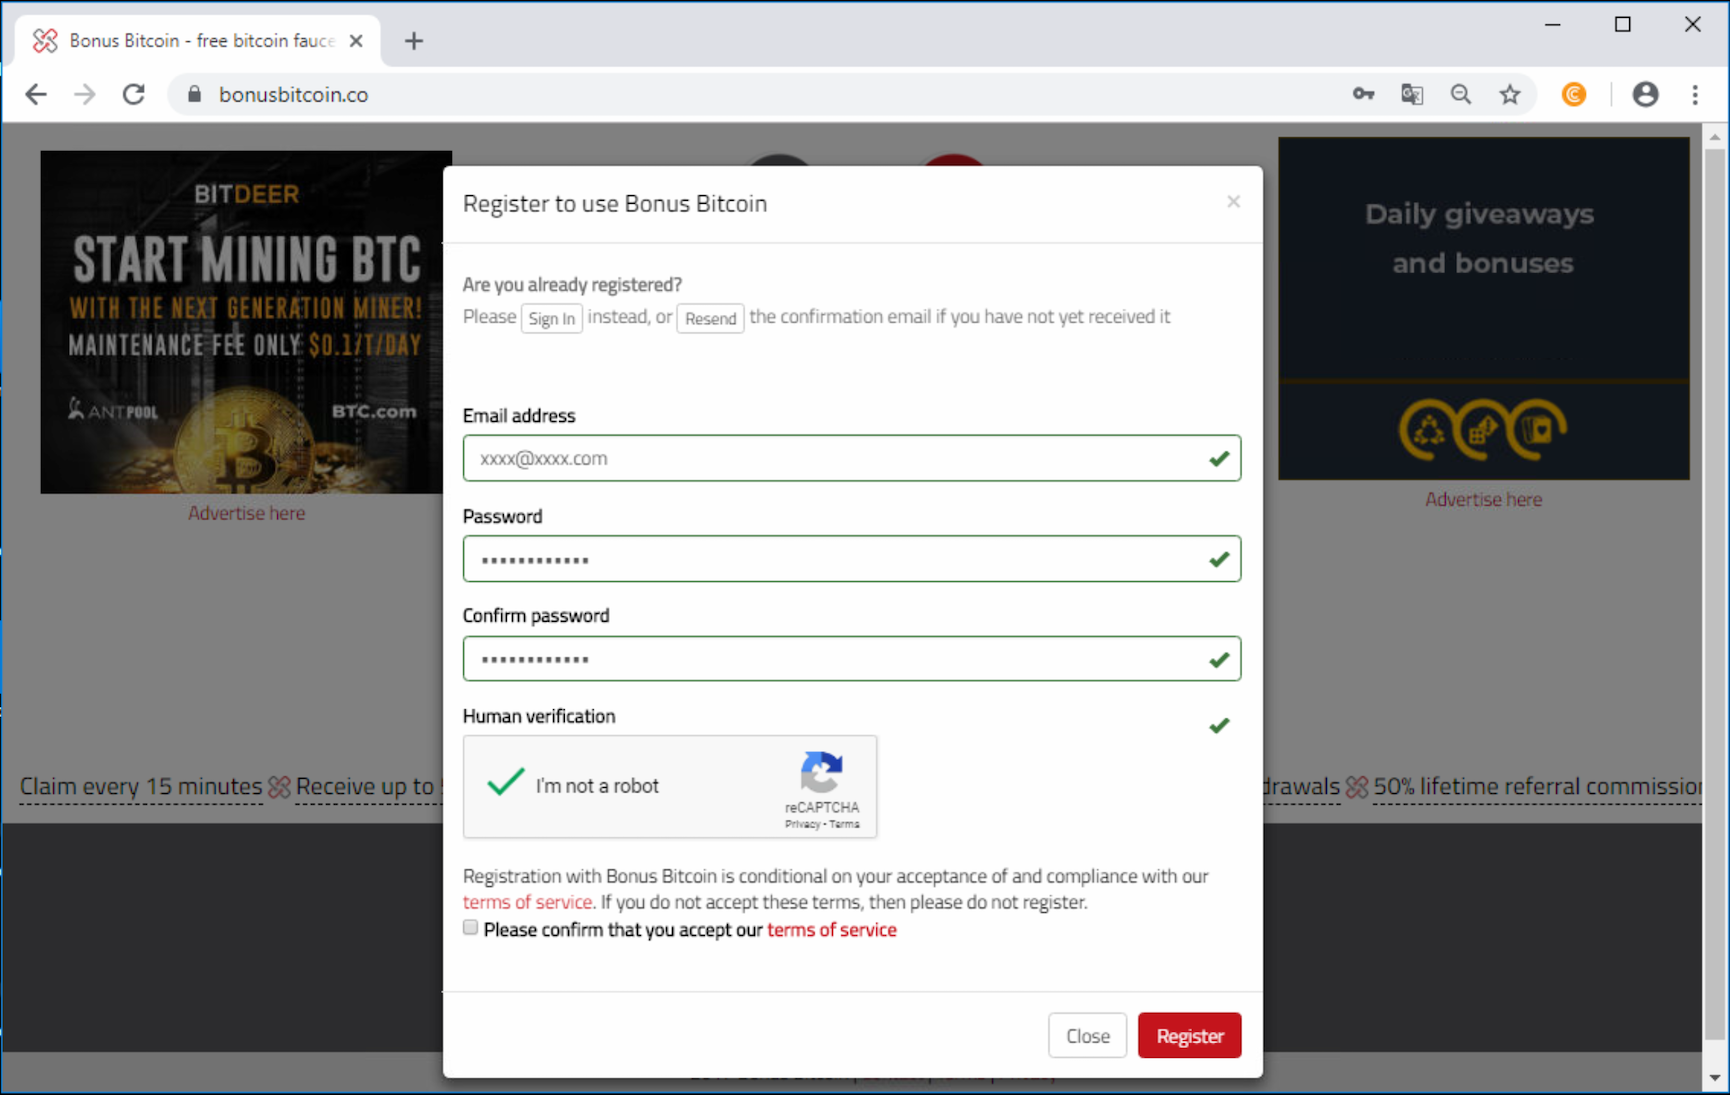 Bonus Bitcoin - free bitcoin fauce
bonusbitcoin.co
BITDEER
START MINING BTC
WITH THE NEXT GENERATION MINER!
MAINTENANCE FEE ONLY $0.1/T/DAY
ANTPOOL
BTC.com
Advertise here
Daily giveaways
and bonuses
Advertise here
Register to use Bonus Bitcoin
×
Are you already registered?
Please Sign In instead, or Resend the confirmation email if you have not yet received it
Email address
xxxx@xxxx.com
Password
Confirm password
Human verification
I'm not a robot
reCAPTCHA
Privacy - Terms
Claim every 15 minutes Receive up to
drawals 50% lifetime referral commission
Registration with Bonus Bitcoin is conditional on your acceptance of and compliance with our
terms of service. If you do not accept these terms, then please do not register.
Please confirm that you accept our terms of service
Close Register